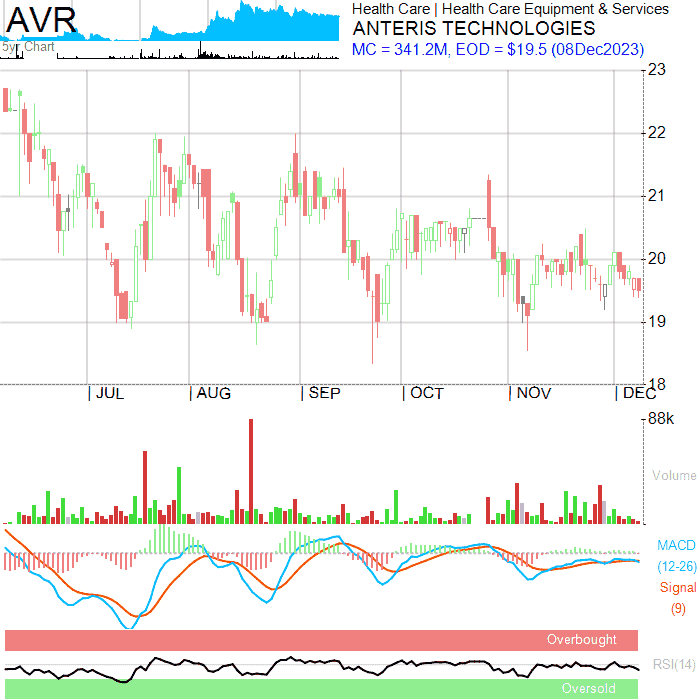 AVR
5yr Chart
Health Care | Health Care Equipment & Services
ANTERIS TECHNOLOGIES
MC = 341.2M, EOD = $19.5 (08Dec2023)
23
22
21
20
19
18
| JUL | AUG | SEP | OCT | NOV | DEC
88k
Volume
MACD
(12-26)
Signal
(9)
Overbought
RSI(14)
Oversold